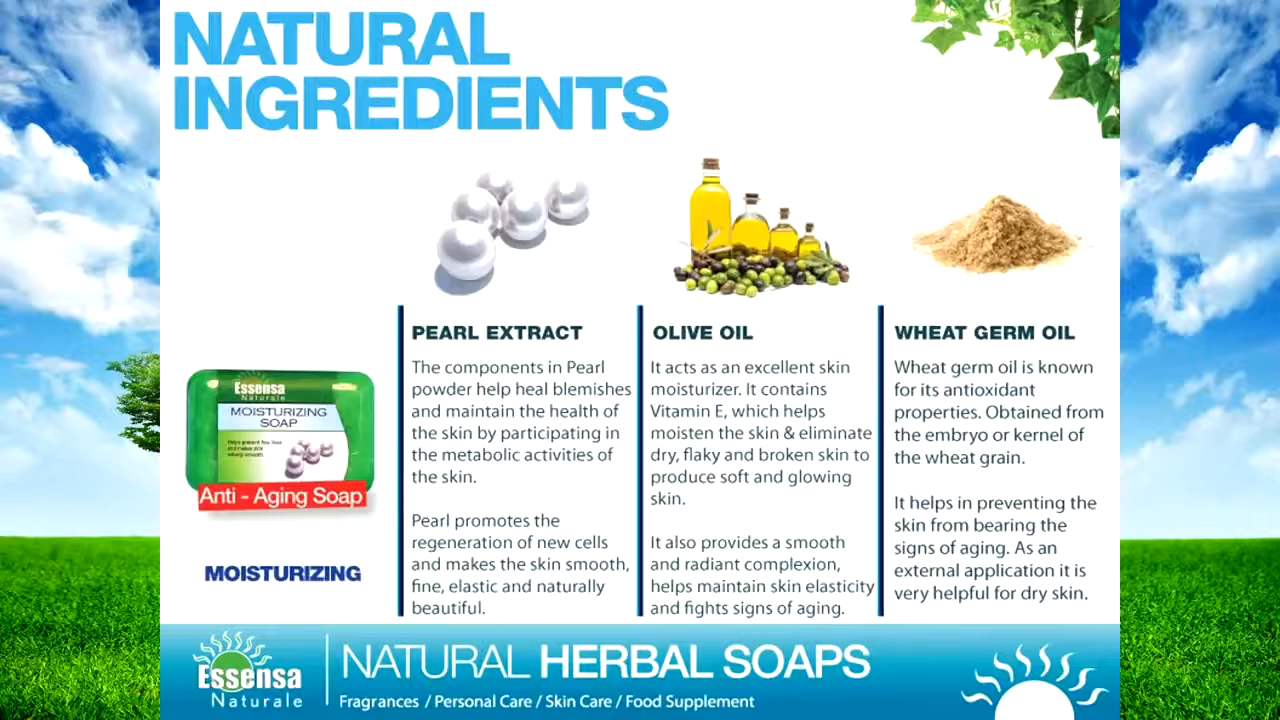 NATURAL
INGREDIENTS
PEARL EXTRACT
The components in Pearl
powder help heal blemishes
and maintain the health of
the skin by participating in
the metabolic activities of
the skin.
Pearl promotes the
regeneration of new cells
and makes the skin smooth,
fine, elastic and naturally
beautiful.
OLIVE OIL
It acts as an excellent skin
moisturizer. It contains
Vitamin E, which helps
moisten the skin & eliminate
dry, flaky and broken skin to
produce soft and glowing
skin.
It also provides a smooth
and radiant complexion,
helps maintain skin elasticity
and fights signs of aging.
WHEAT GERM OIL
Wheat germ oil is known
for its antioxidant
properties. Obtained from
the embryo or kernel of
the wheat grain.
It helps in preventing the
skin from bearing the
signs of aging. As an
external application it is
very helpful for dry skin.
Essensa
Naturale
MOISTURIZING
SOAP
Anti - Aging Soap
MOISTURIZING
Essensa
Naturale
NATURAL HERBAL SOAPS
Fragrances / Personal Care / Skin Care / Food Supplement